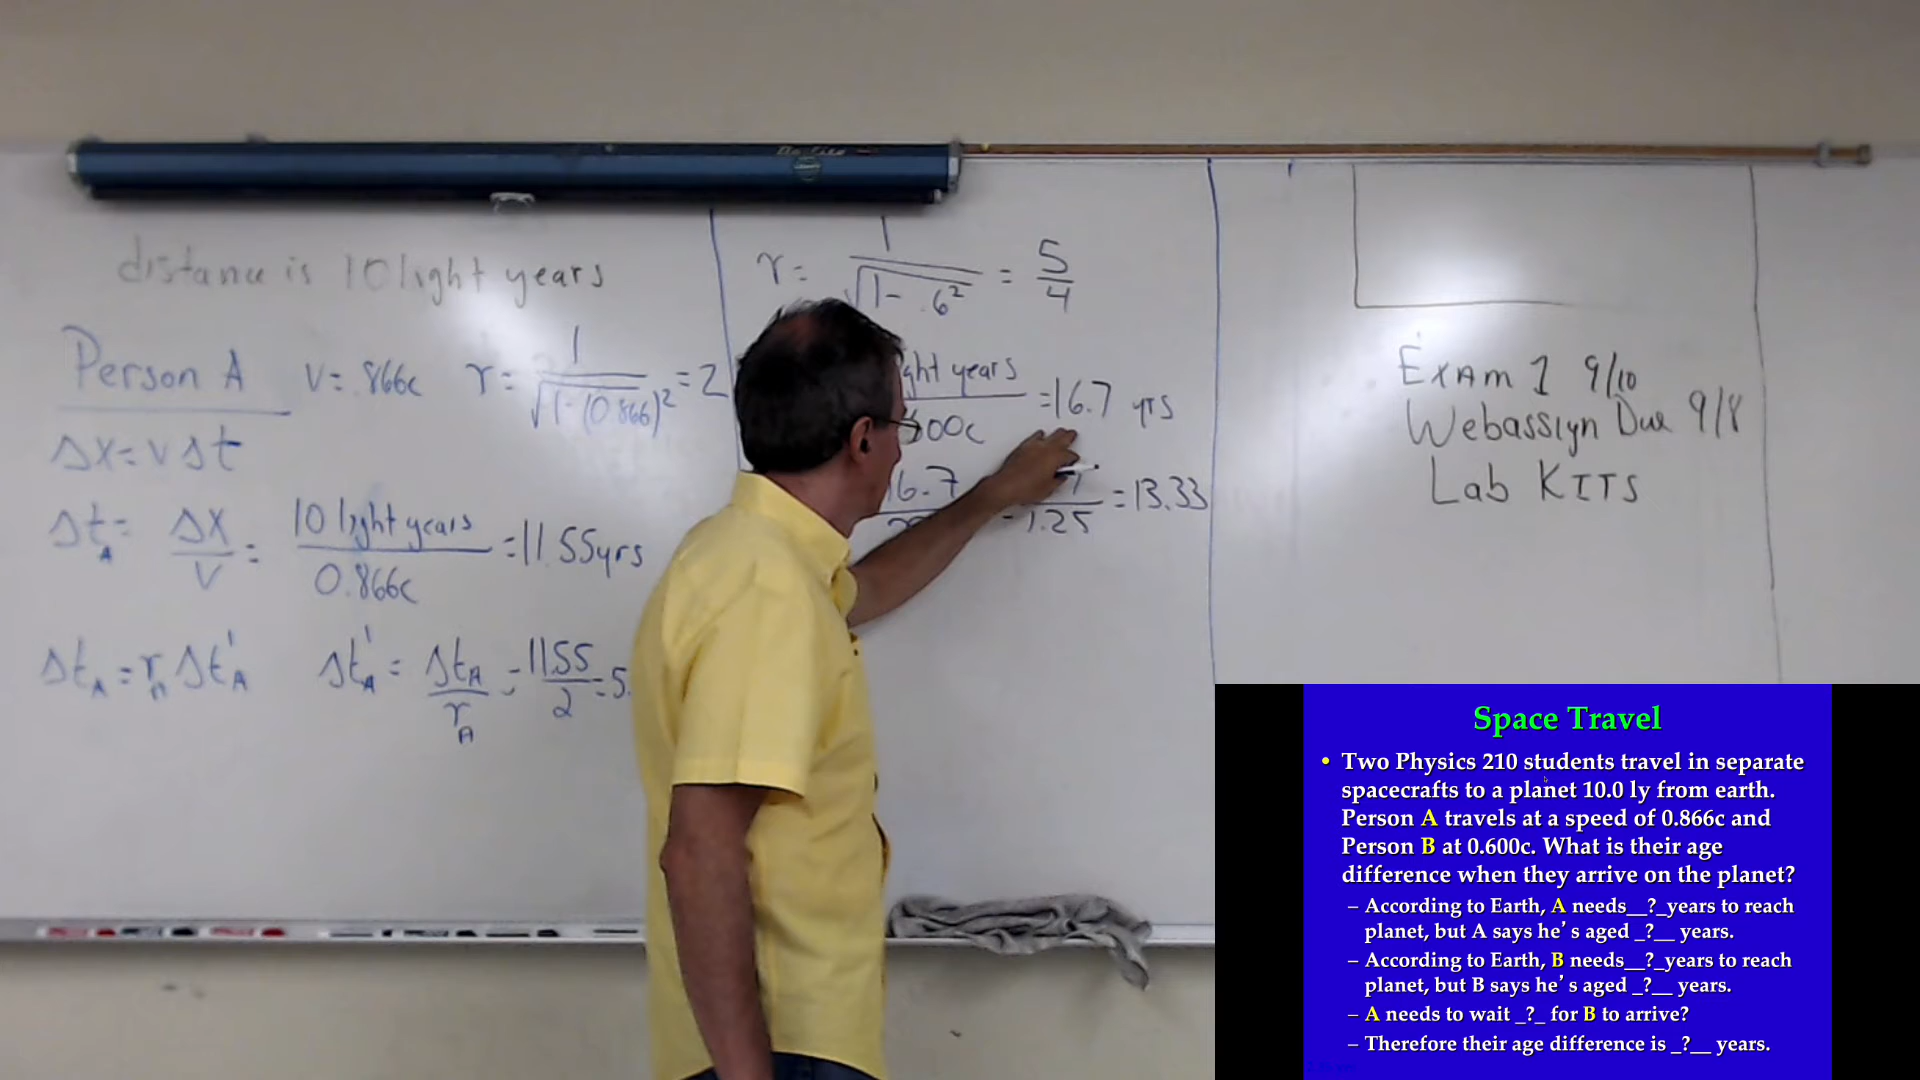 distance is 10 light years
Person A v= .866c r= 1/√1-(0.866)² =2
Δx= vΔt
Δt_A= Δx/v = 10 light years/0.866c =11.55yrs
Δt_A=r_A Δt'_A Δt'_A= Δt_A/r_A = 11.55/2 =5.
r= 1/√1-.6² = 5/4
years =16.7 yrs
16.7
1.25 =13.33
Exam 1 9/10
Webassign Due 9/8
Lab KITS
Space Travel
• Two Physics 210 students travel in separate
spacecrafts to a planet 10.0 ly from earth.
Person A travels at a speed of 0.866c and
Person B at 0.600c. What is their age
difference when they arrive on the planet?
– According to Earth, A needs__?_years to reach
planet, but A says he's aged _?__ years.
– According to Earth, B needs__?_years to reach
planet, but B says he's aged _?__ years.
– A needs to wait _?_ for B to arrive?
– Therefore their age difference is _?__ years.